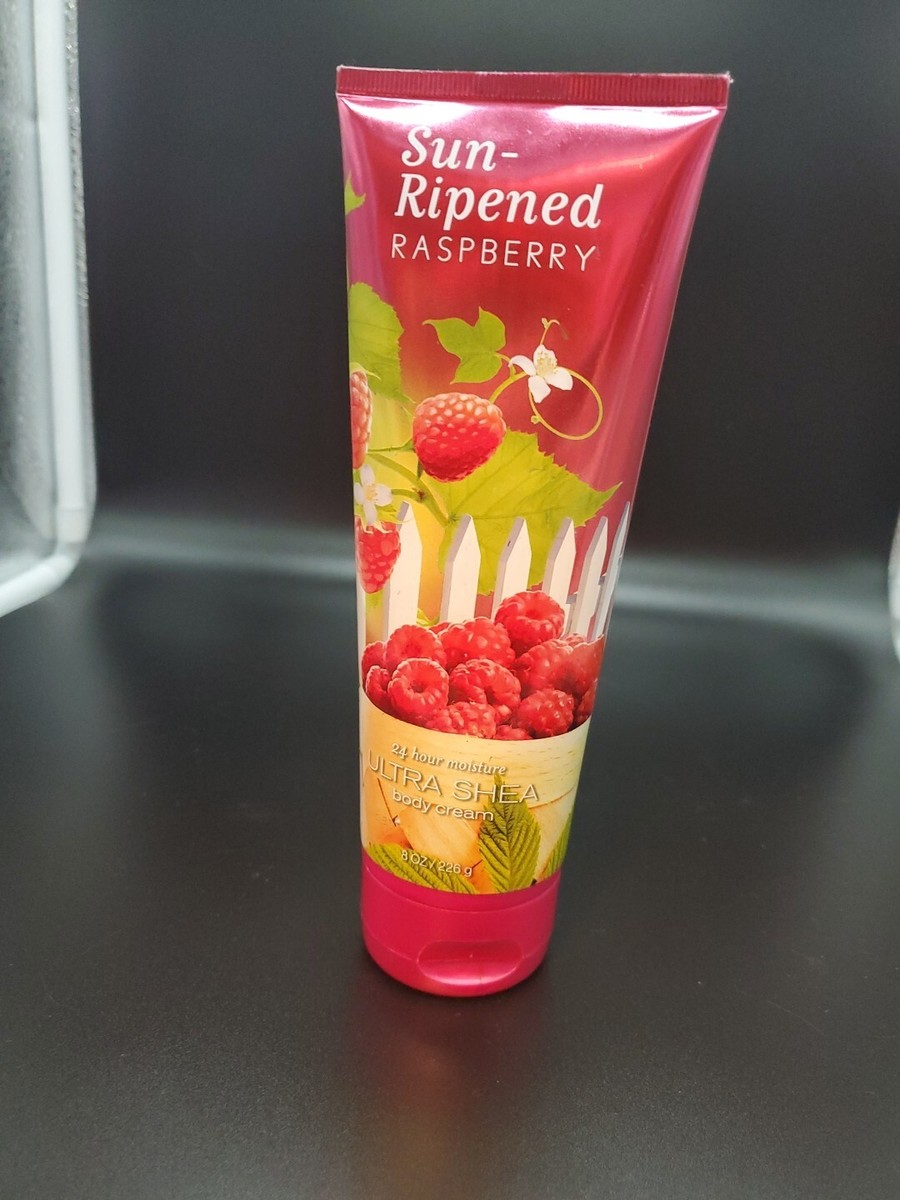 Sun-
Ripened
RASPBERRY
24 hour moisture
ULTRA SHEA
body cream
8 OZ / 226 g